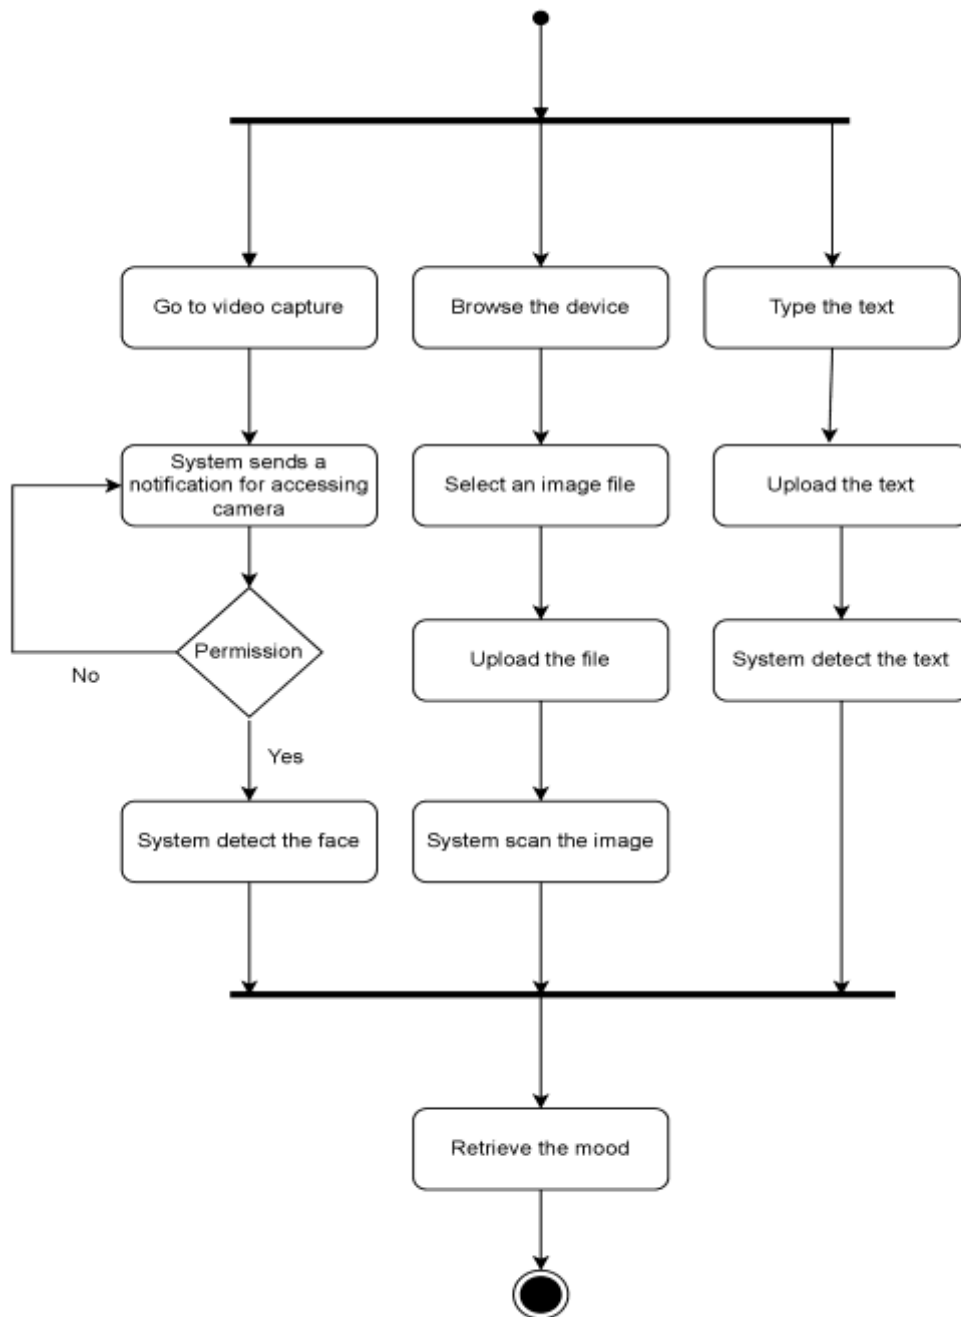 Go to video capture
Browse the device
Type the text
System sends a
notification for accessing
camera
Select an image file
Upload the text
Permission
No
Upload the file
System detect the text
Yes
System detect the face
System scan the image
Retrieve the mood